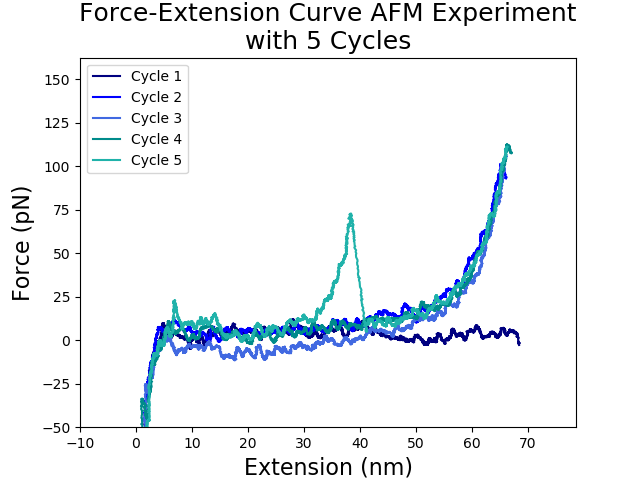 Force-Extension Curve AFM Experiment
with 5 Cycles
Cycle 1
Cycle 2
Cycle 3
Cycle 4
Cycle 5
150
125
100
75
50
25
0
−25
−50
Force (pN)
−10 0 10 20 30 40 50 60 70
Extension (nm)